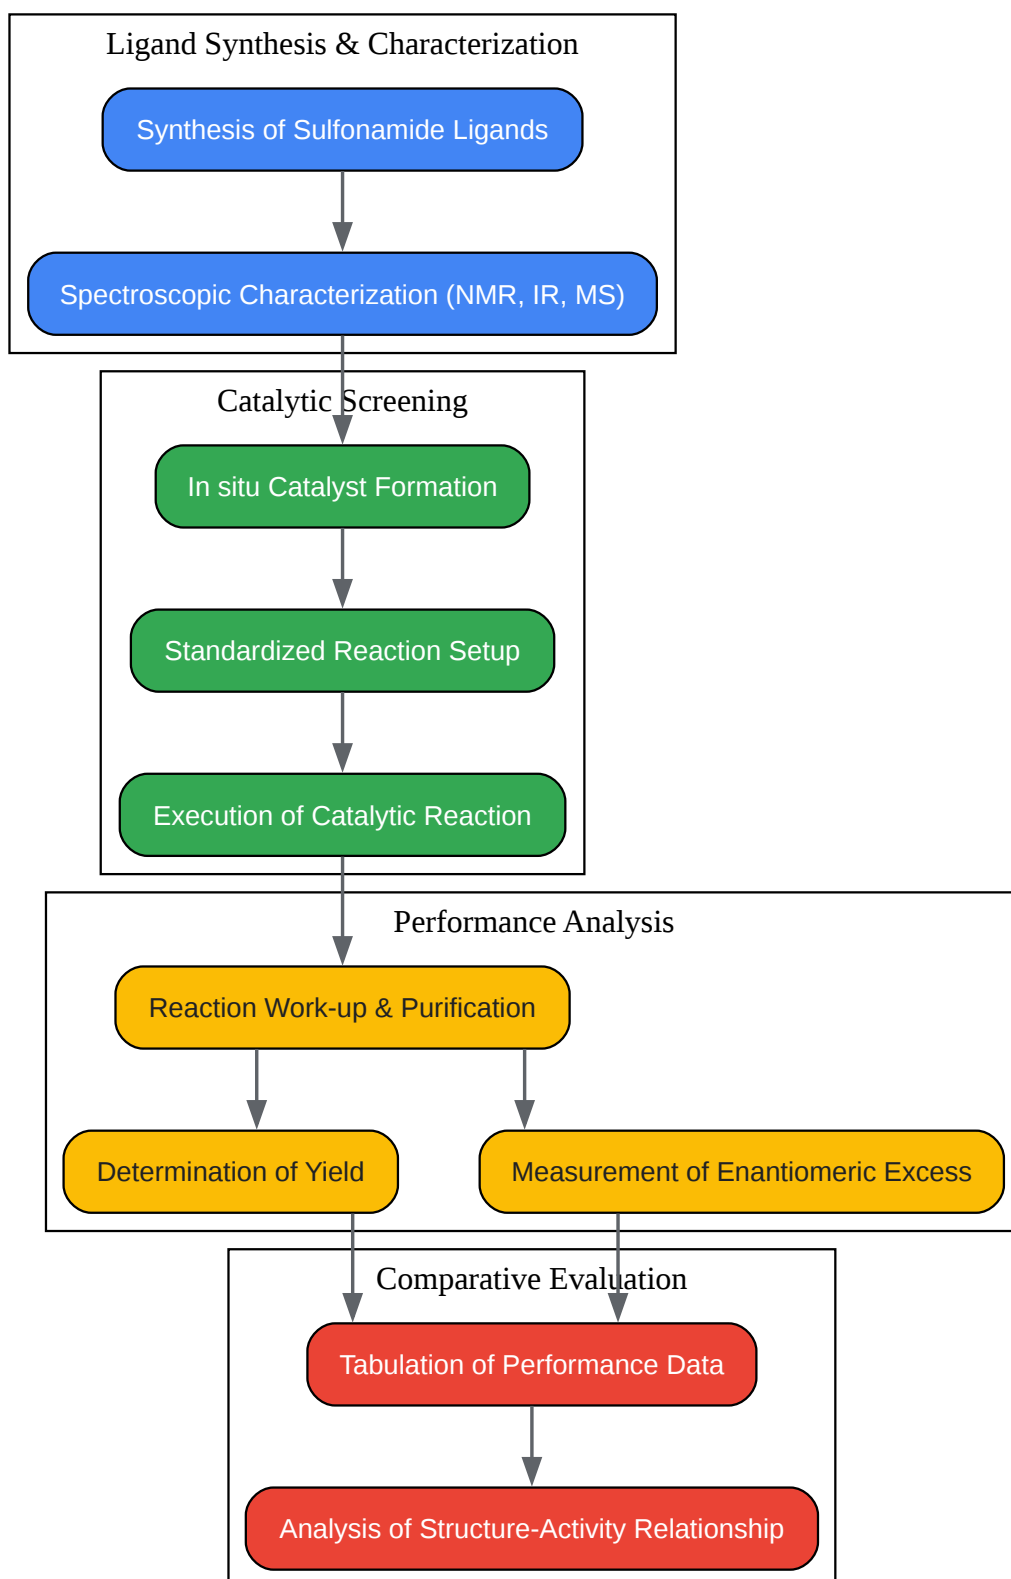 Ligand Synthesis & Characterization
Synthesis of Sulfonamide Ligands
Spectroscopic Characterization (NMR, IR, MS)
Catalytic Screening
In situ Catalyst Formation
Standardized Reaction Setup
Execution of Catalytic Reaction
Performance Analysis
Reaction Work-up & Purification
Determination of Yield
Measurement of Enantiomeric Excess
Comparative Evaluation
Tabulation of Performance Data
Analysis of Structure-Activity Relationship